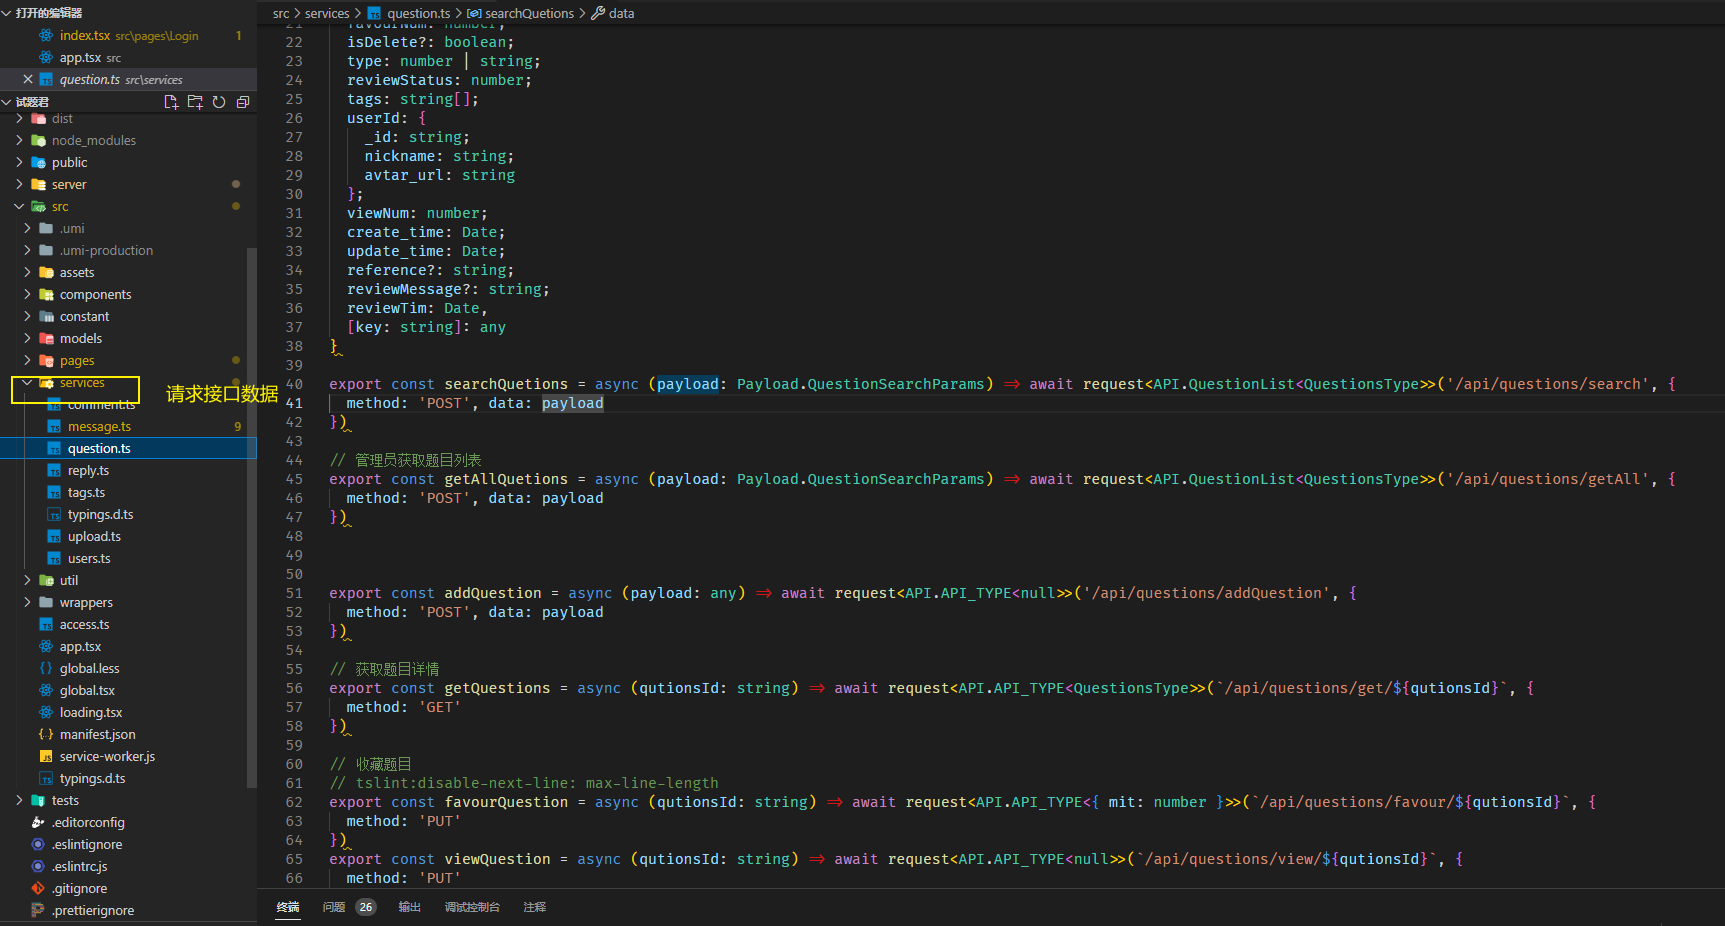 打开的编辑器
index.tsx src\pages\Login 1
app.tsx src
question.ts src\services
试题君
dist
node_modules
public
server
src
.umi
.umi-production
assets
components
constant
models
pages
services
请求接口数据
comment.ts
message.ts 9
question.ts
reply.ts
tags.ts
typings.d.ts
upload.ts
users.ts
util
wrappers
access.ts
app.tsx
global.less
global.tsx
loading.tsx
manifest.json
service-worker.js
typings.d.ts
tests
.editorconfig
.eslintignore
.eslintrc.js
.gitignore
.prettierignore
src > services > question.ts > searchQuetions > data
21 favourNum: number;
22 isDelete?: boolean;
23 type: number | string;
24 reviewStatus: number;
25 tags: string[];
26 userId: {
27 _id: string;
28 nickname: string;
29 avtar_url: string
30 };
31 viewNum: number;
32 create_time: Date;
33 update_time: Date;
34 reference?: string;
35 reviewMessage?: string;
36 reviewTim: Date,
37 [key: string]: any
38 }
39
40 export const searchQuetions = async (payload: Payload.QuestionSearchParams) => await request<API.QuestionList<QuestionsType>>('/api/questions/search', {
41 method: 'POST', data: payload
42 })
43
44 // 管理员获取题目列表
45 export const getAllQuetions = async (payload: Payload.QuestionSearchParams) => await request<API.QuestionList<QuestionsType>>('/api/questions/getAll', {
46 method: 'POST', data: payload
47 })
48
49
50
51 export const addQuestion = async (payload: any) => await request<API.API_TYPE<null>>('/api/questions/addQuestion', {
52 method: 'POST', data: payload
53 })
54
55 // 获取题目详情
56 export const getQuestions = async (qutionsId: string) => await request<API.API_TYPE<QuestionsType>>(`/api/questions/get/${qutionsId}`, {
57 method: 'GET'
58 })
59
60 // 收藏题目
61 // tslint:disable-next-line: max-line-length
62 export const favourQuestion = async (qutionsId: string) => await request<API.API_TYPE<{ mit: number }>>(`/api/questions/favour/${qutionsId}`, {
63 method: 'PUT'
64 })
65 export const viewQuestion = async (qutionsId: string) => await request<API.API_TYPE<null>>(`/api/questions/view/${qutionsId}`, {
66 method: 'PUT'
终端 问题 26 输出 调试控制台 注释